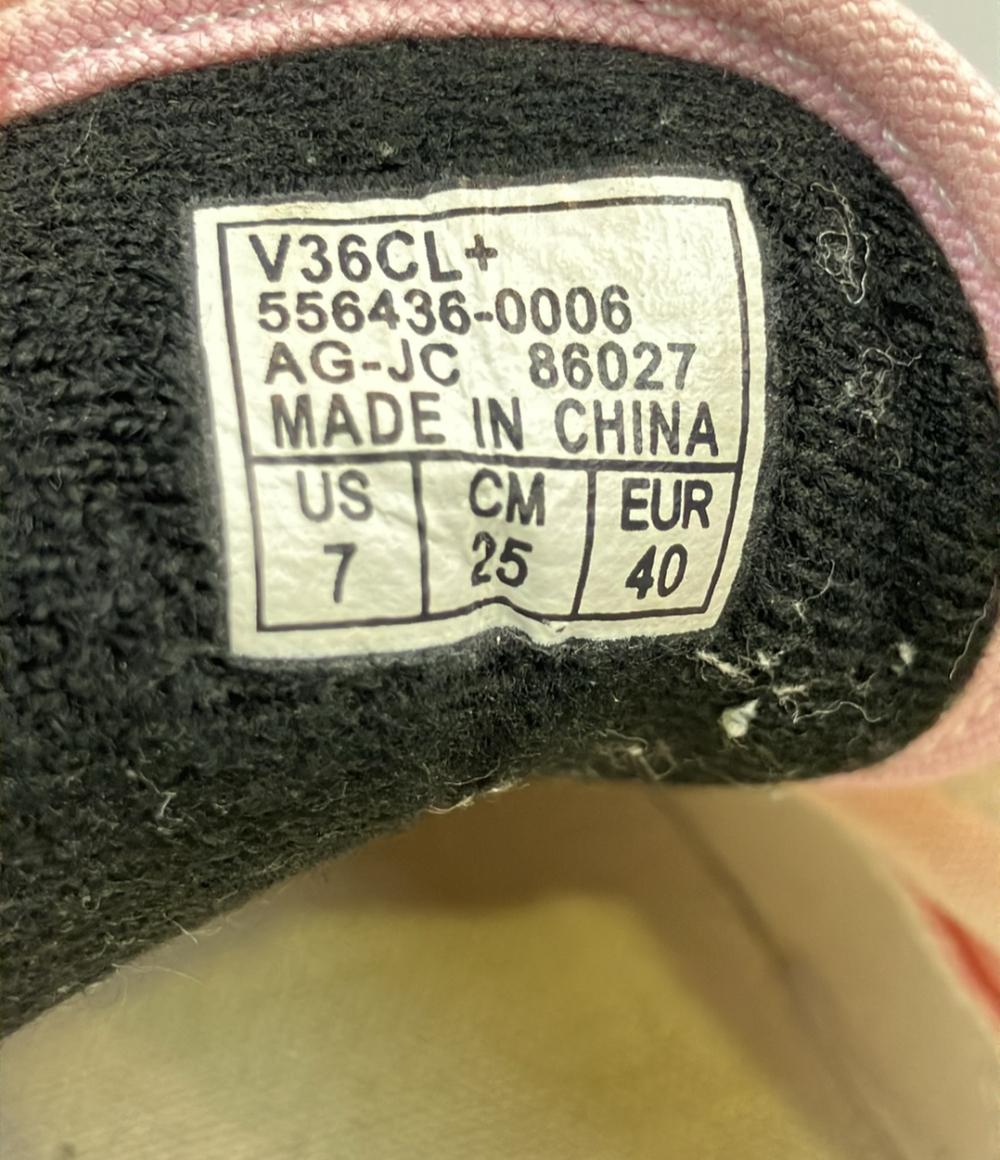 V36CL+
556436-0006
AG-JC 86027
MADE IN CHINA
US CM EUR
7 25 40